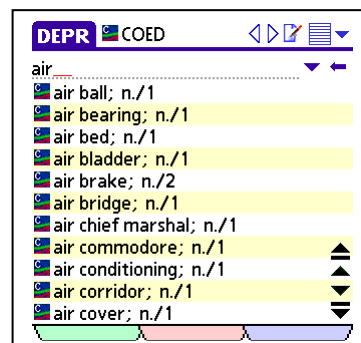 DEPR COED
air__
air ball; n./1
air bearing; n./1
air bed; n./1
air bladder; n./1
air brake; n./2
air bridge; n./1
air chief marshal; n./1
air commodore; n./1
air conditioning; n./1
air corridor; n./1
air cover; n./1